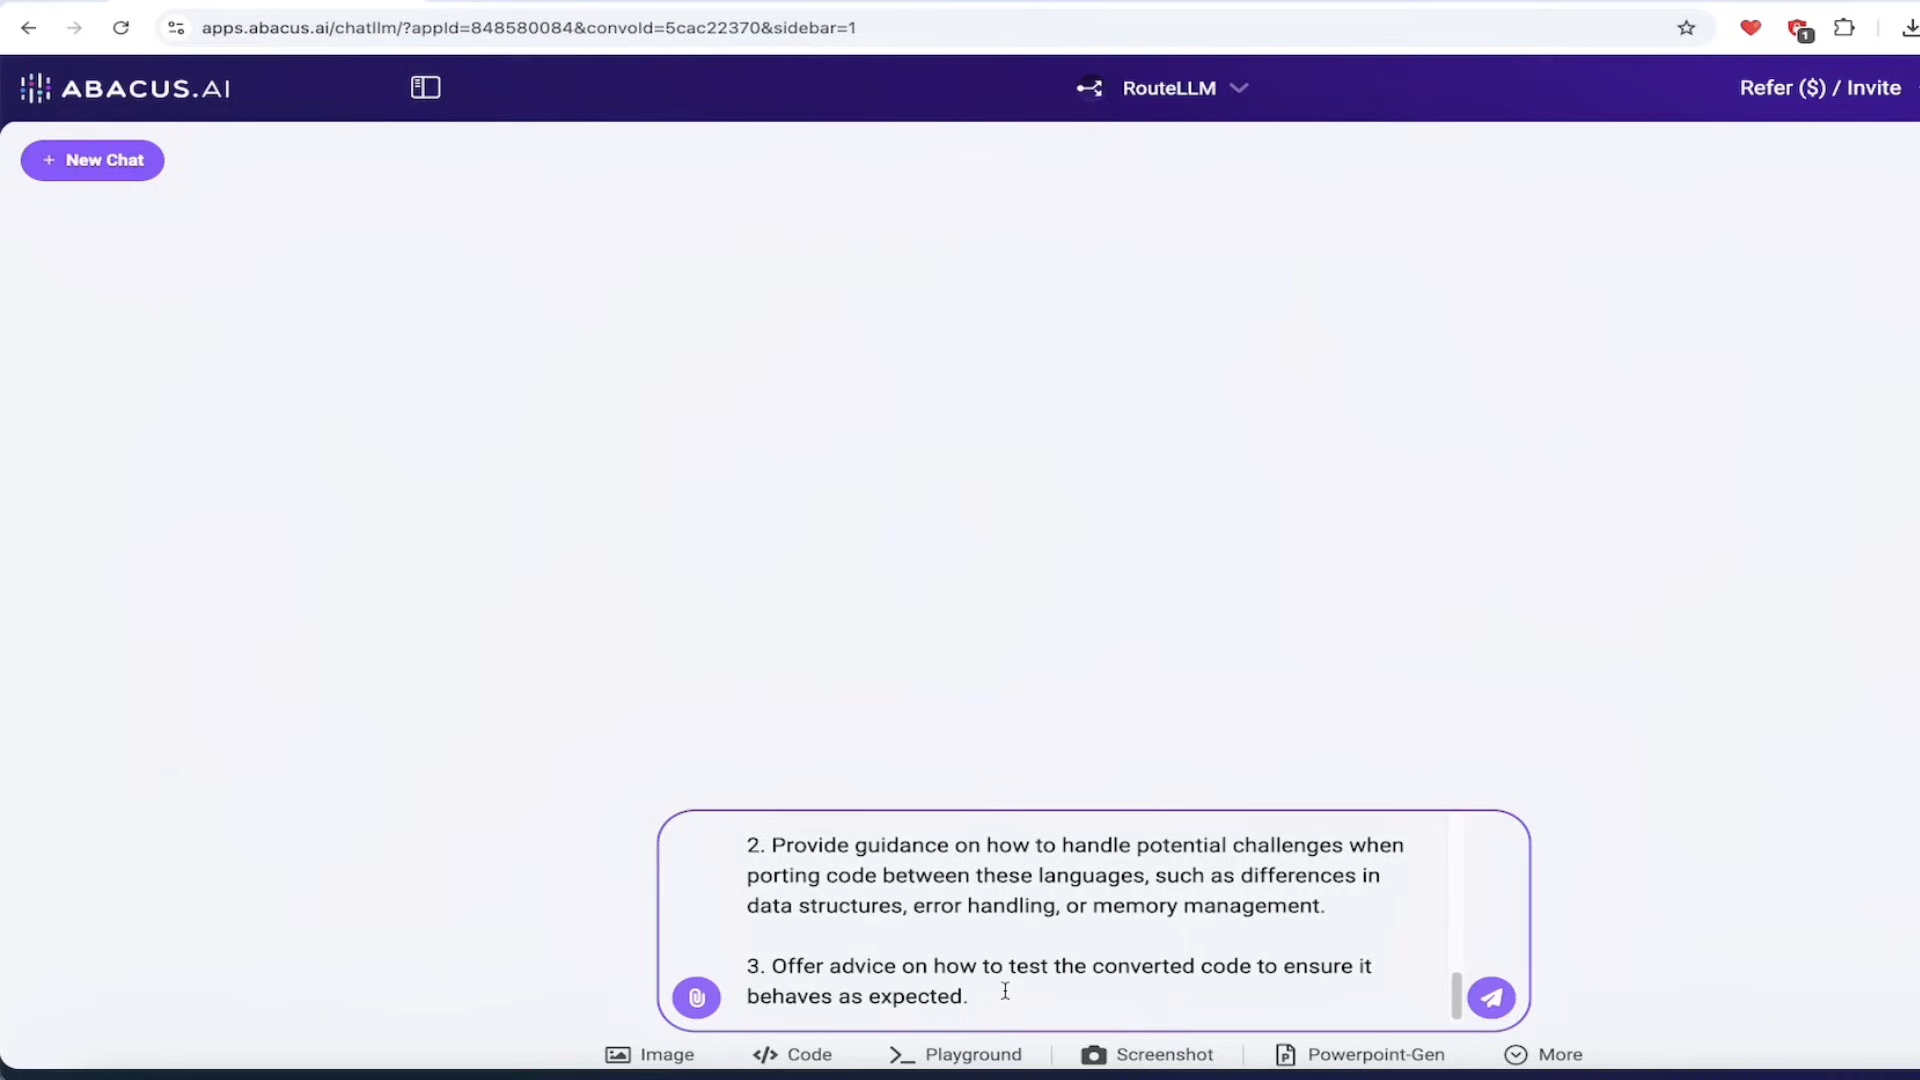 apps.abacus.ai/chatllm/?appId=848580084&convoId=5cac22370&sidebar=1
1
ABACUS.AI
RouteLLM
Refer ($) / Invite
+ New Chat
2. Provide guidance on how to handle potential challenges when
porting code between these languages, such as differences in
data structures, error handling, or memory management.
3. Offer advice on how to test the converted code to ensure it
behaves as expected.
Image
Code
Playground
Screenshot
Powerpoint-Gen
More